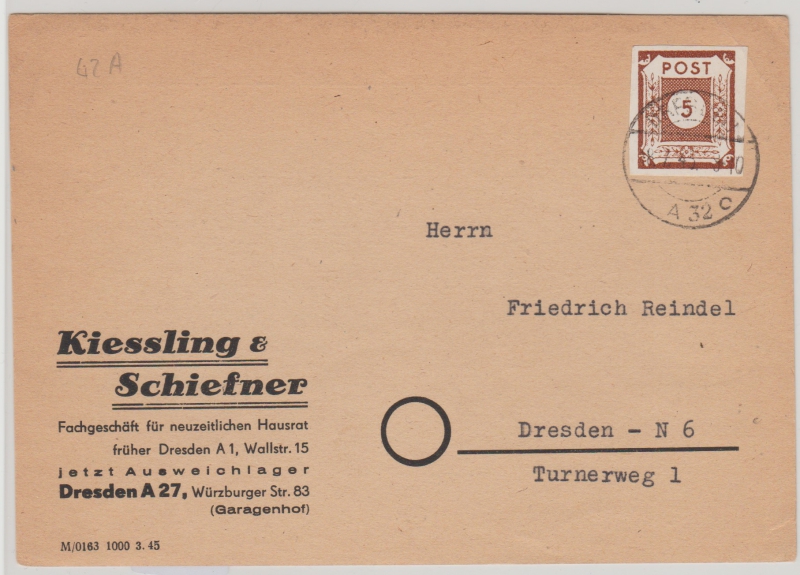 42 A
POST
5
A 32 c
Herrn
Friedrich Reindel
Kiessling &
Schiefner
Fachgeschäft für neuzeitlichen Hausrat
früher Dresden A 1, Wallstr. 15
jetzt Ausweichlager
Dresden A 27, Würzburger Str. 83
(Garagenhof)
Dresden - N 6
Turnerweg 1
M/0163 1000 3. 45